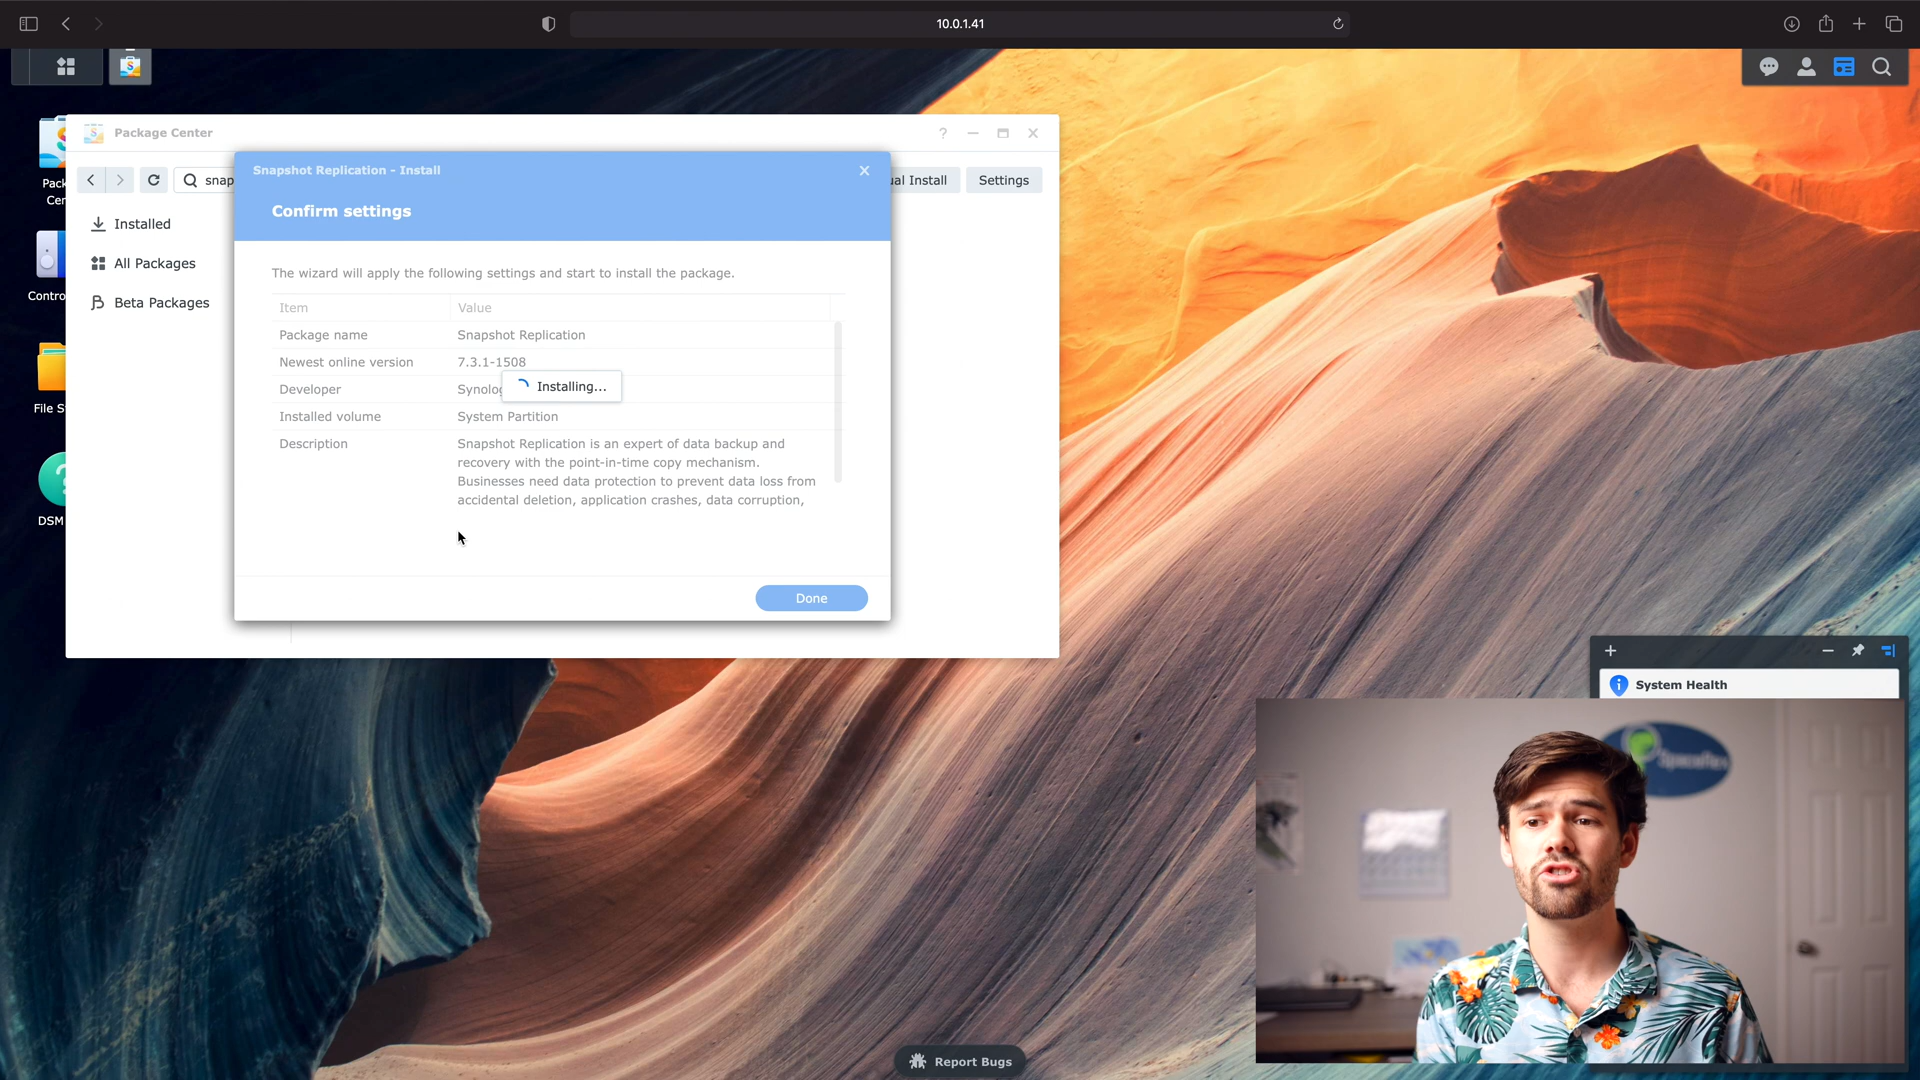 10.0.1.41
Package Center
Snapshot Replication - Install
snap
ual Install
Settings
Confirm settings
Pack
Cen
Installed
The wizard will apply the following settings and start to install the package.
All Packages
Item
Value
Contro
Beta Packages
Package name
Snapshot Replication
Newest online version
7.3.1-1508
Developer
Synolog
Installing...
File S
Installed volume
System Partition
Description
Snapshot Replication is an expert of data backup and
recovery with the point-in-time copy mechanism.
Businesses need data protection to prevent data loss from
accidental deletion, application crashes, data corruption,
DSM
Done
System Health
Report Bugs